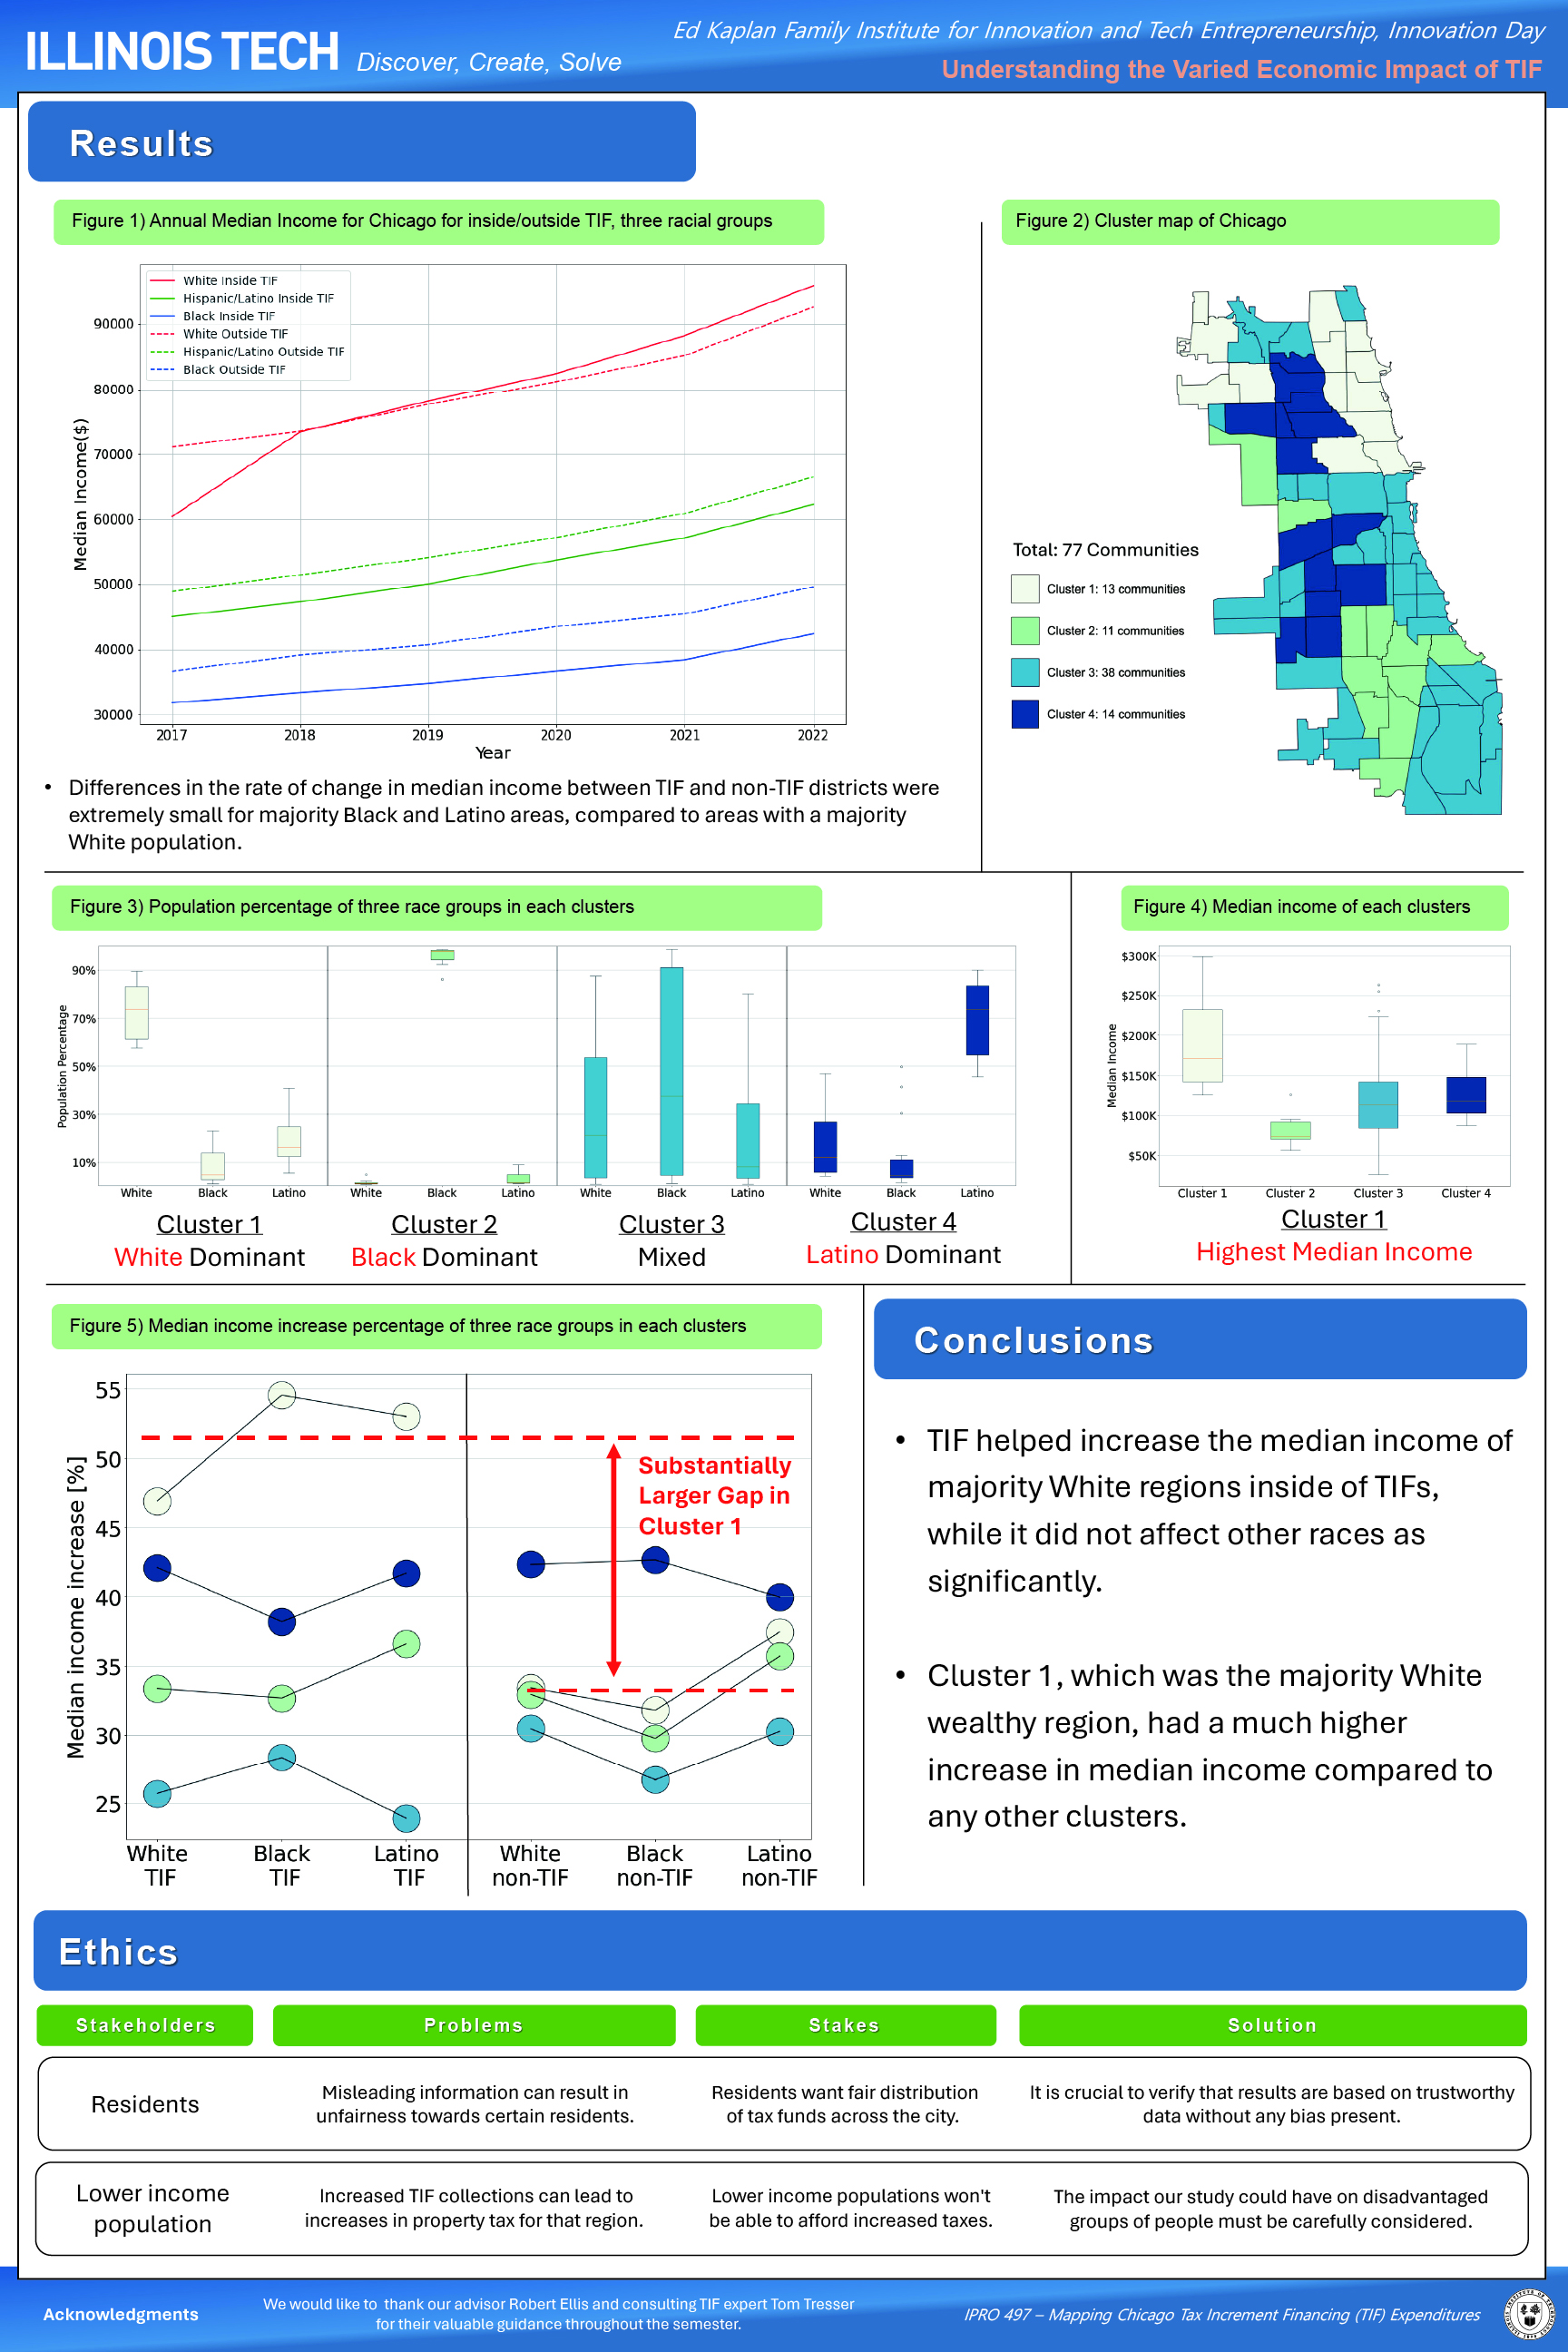 ILLINOIS TECH Discover, Create, Solve
Ed Kaplan Family Institute for Innovation and Tech Entrepreneurship, Innovation Day
Understanding the Varied Economic Impact of TIF
Results
Figure 1) Annual Median Income for Chicago for inside/outside TIF, three racial groups
White Inside TIF
Hispanic/Latino Inside TIF
Black Inside TIF
White Outside TIF
Hispanic/Latino Outside TIF
Black Outside TIF
Median Income($)
90000
80000
70000
60000
50000
40000
30000
2017 2018 2019 2020 2021 2022
Year
• Differences in the rate of change in median income between TIF and non-TIF districts were
extremely small for majority Black and Latino areas, compared to areas with a majority
White population.
Figure 2) Cluster map of Chicago
Total: 77 Communities
Cluster 1: 13 communities
Cluster 2: 11 communities
Cluster 3: 38 communities
Cluster 4: 14 communities
Figure 3) Population percentage of three race groups in each clusters
Population Percentage
90%
70%
50%
30%
10%
White Black Latino White Black Latino White Black Latino White Black Latino
Cluster 1
White Dominant
Cluster 2
Black Dominant
Cluster 3
Mixed
Cluster 4
Latino Dominant
Figure 4) Median income of each clusters
Median Income
$300K
$250K
$200K
$150K
$100K
$50K
Cluster 1 Cluster 2 Cluster 3 Cluster 4
Cluster 1
Highest Median Income
Figure 5) Median income increase percentage of three race groups in each clusters
Median income increase [%]
55
50
45
40
35
30
25
Substantially
Larger Gap in
Cluster 1
White Black Latino White Black Latino
TIF TIF TIF non-TIF non-TIF non-TIF
Conclusions
• TIF helped increase the median income of
majority White regions inside of TIFs,
while it did not affect other races as
significantly.
• Cluster 1, which was the majority White
wealthy region, had a much higher
increase in median income compared to
any other clusters.
Ethics
Stakeholders Problems Stakes Solution
Residents
Misleading information can result in
unfairness towards certain residents.
Residents want fair distribution
of tax funds across the city.
It is crucial to verify that results are based on trustworthy
data without any bias present.
Lower income
population
Increased TIF collections can lead to
increases in property tax for that region.
Lower income populations won't
be able to afford increased taxes.
The impact our study could have on disadvantaged
groups of people must be carefully considered.
Acknowledgments
We would like to thank our advisor Robert Ellis and consulting TIF expert Tom Tresser
for their valuable guidance throughout the semester.
IPRO 497 – Mapping Chicago Tax Increment Financing (TIF) Expenditures